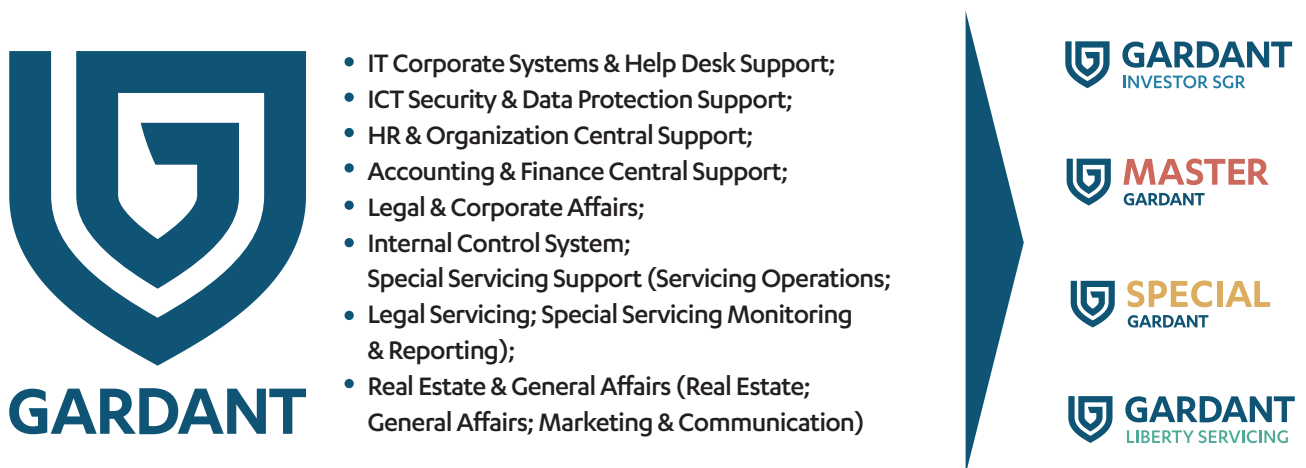 GARDANT
• IT Corporate Systems & Help Desk Support;
• ICT Security & Data Protection Support;
• HR & Organization Central Support;
• Accounting & Finance Central Support;
• Legal & Corporate Affairs;
• Internal Control System;
Special Servicing Support (Servicing Operations;
• Legal Servicing; Special Servicing Monitoring
& Reporting);
• Real Estate & General Affairs (Real Estate;
General Affairs; Marketing & Communication)
GARDANT
INVESTOR SGR
MASTER
GARDANT
SPECIAL
GARDANT
GARDANT
LIBERTY SERVICING